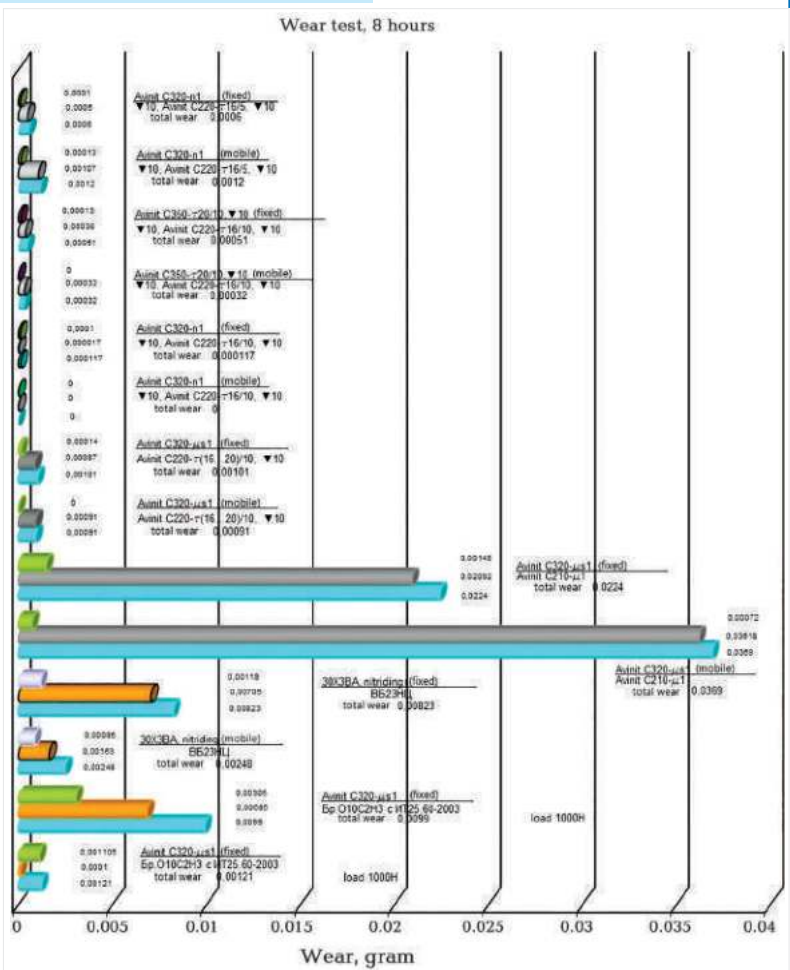 Wear test, 8 hours
0,0001
0,0005
0,0006
Avinit C320-n1 (fixed)
▼10, Avinit C220-τ16/5, ▼10
total wear 0,0006
0,00013
0,00107
0,0012
Avinit C320-n1 (mobile)
▼10, Avinit C220-τ16/5, ▼10
total wear 0,0012
0,00015
0,00036
0,00051
Avinit C350-τ20/10,▼10 (fixed)
▼10, Avinit C220-τ16/10, ▼10
total wear 0,00051
0
0,00032
0,00032
Avinit C350-τ20/10,▼10 (mobile)
▼10, Avinit C220-τ16/10, ▼10
total wear 0,00032
0,0001
0,000017
0,000117
Avinit C320-n1 (fixed)
▼10, Avinit C220-τ16/10, ▼10
total wear 0,000117
0
0
0
Avinit C320-n1 (mobile)
▼10, Avinit C220-τ16/10, ▼10
total wear 0
0,00014
0,00087
0,00101
Avinit C320-μs1 (fixed)
Avinit C220-τ(16 20)/10, ▼10
total wear 0,00101
0
0,00091
0,00091
Avinit C320-μs1 (mobile)
Avinit C220-τ(16 20)/10, ▼10
total wear 0,00091
0,00148
0,02092
0,0224
Avinit C320-μs1 (fixed)
Avinit C210-μ1
total wear 0,0224
0,00072
0,03618
0,0369
Avinit C320-μs1 (mobile)
Avinit C210-μ1
total wear 0,0369
0,00118
0,00705
0,00823
30Х3ВА, nitriding (fixed)
ВБ23НЦ
total wear 0,00823
0,00085
0,00163
0,00248
30Х3ВА, nitriding (mobile)
ВБ23НЦ
total wear 0,00248
0,0099
Avinit C320-μs1 (fixed)
Бр.О10С2Н3 с ИТ25.60-2003
total wear 0,0099
load 1000H
0,001105
0,0001
0,00121
Avinit C320-μs1 (fixed)
Бр.О10С2Н3 с ИТ25.60-2003
total wear 0,00121
load 1000H
0 0.005 0.01 0.015 0.02 0.025 0.03 0.035 0.04
Wear, gram